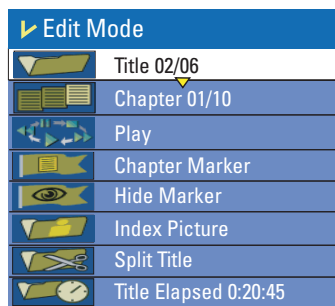 Edit Mode
Title 02/06
Chapter 01/10
Play
Chapter Marker
Hide Marker
Index Picture
Split Title
Title Elapsed 0:20:45